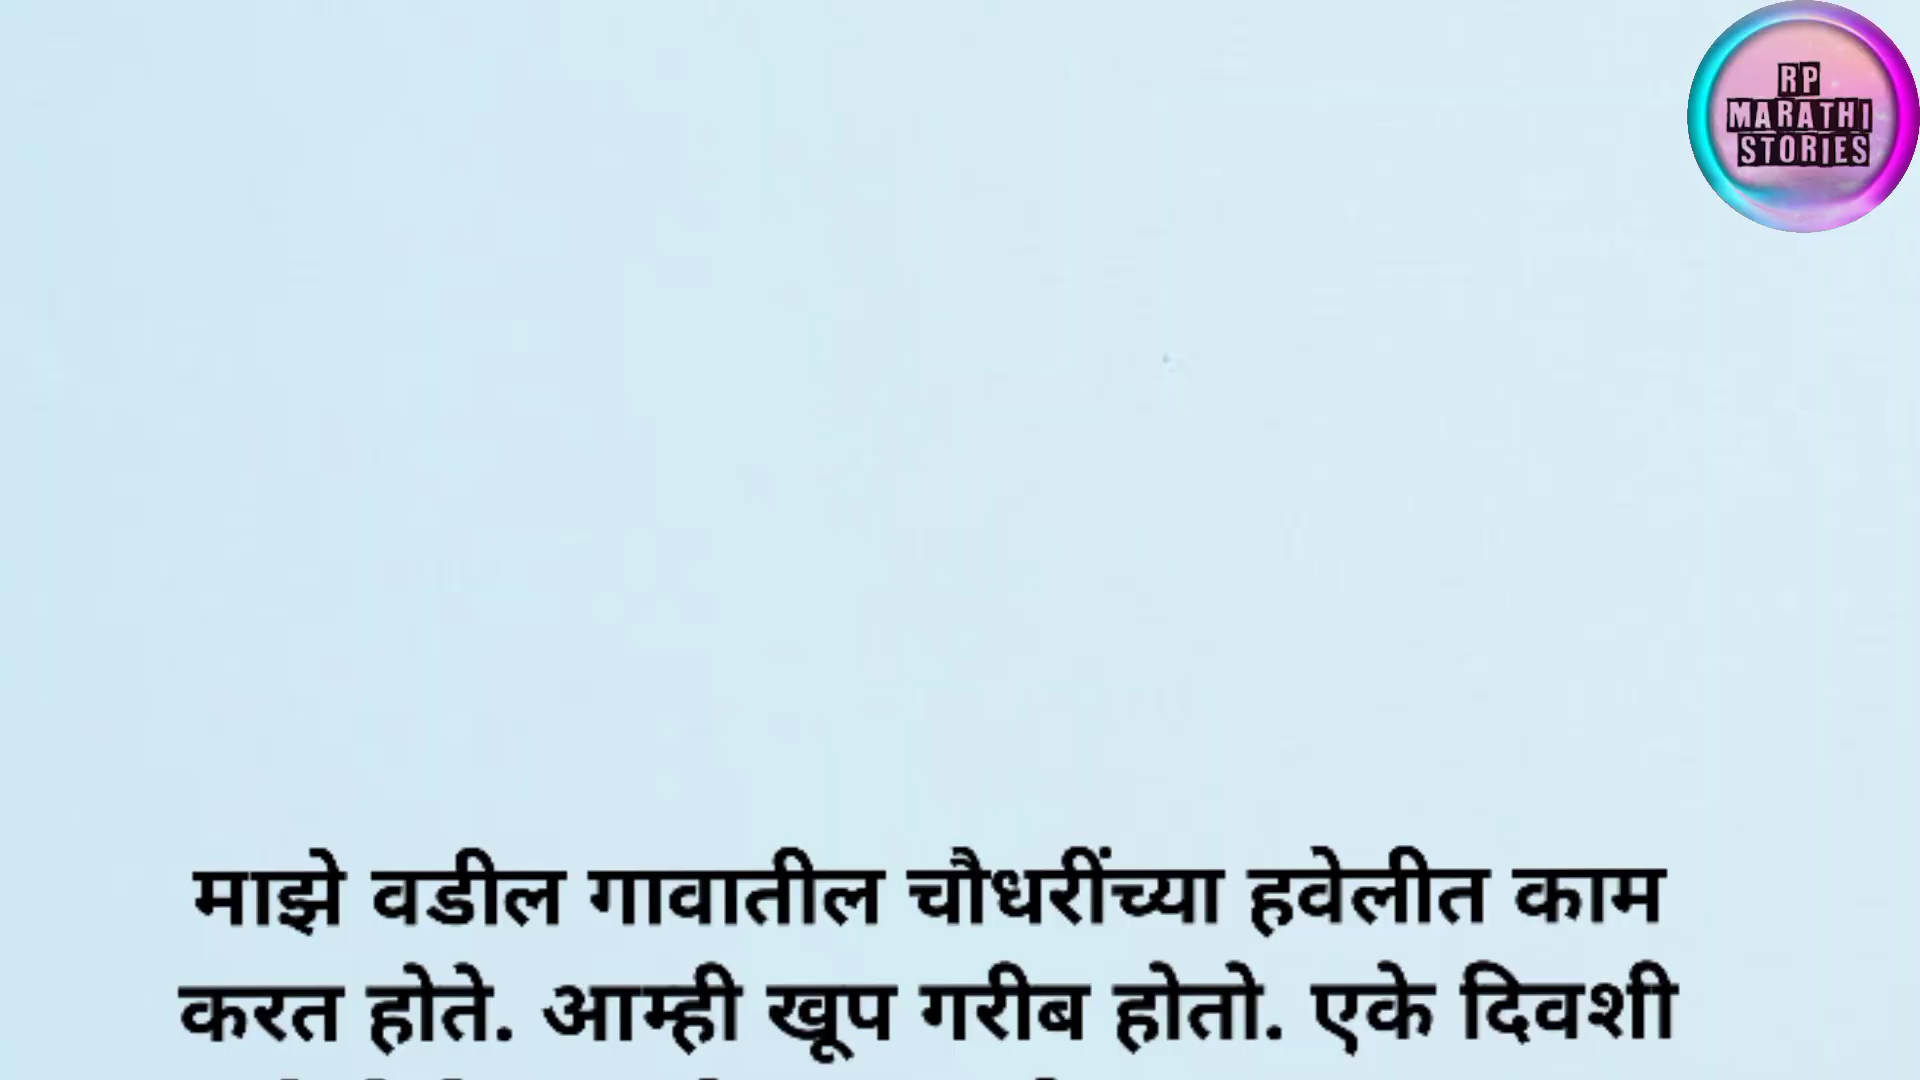 RP
MARATHI
STORIES
माझे वडील गावातील चौधरींच्या हवेलीत काम
करत होते. आम्ही खूप गरीब होतो. एके दिवशी